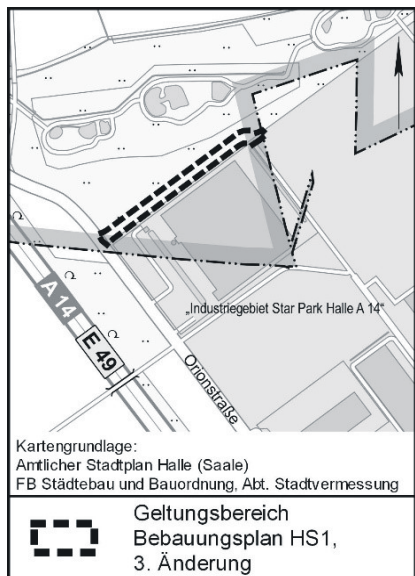 „Industriegebiet Star Park Halle A 14“
A 14
E 49
Orionstraße
Kartengrundlage:
Amtlicher Stadtplan Halle (Saale)
FB Städtebau und Bauordnung, Abt. Stadtvermessung
Geltungsbereich
Bebauungsplan HS1,
3. Änderung